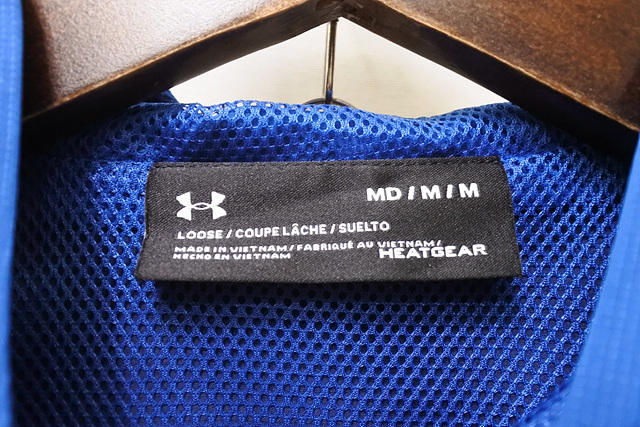 MD / M / M
LOOSE / COUPE LÂCHE / SUELTO
MADE IN VIETNAM / FABRIQUÉ AU VIETNAM /
HECHO EN VIETNAM
HEATGEAR